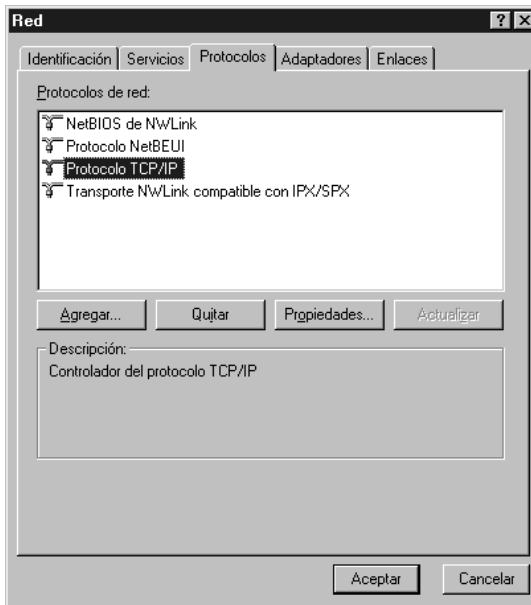 Red
Identificación Servicios Protocolos Adaptadores Enlaces
Protocolos de red:
NetBIOS de NWLink
Protocolo NetBEUI
Protocolo TCP/IP
Transporte NWLink compatible con IPX/SPX
Agregar... Quitar Propiedades... Actualizar
Descripción:
Controlador del protocolo TCP/IP
Aceptar Cancelar